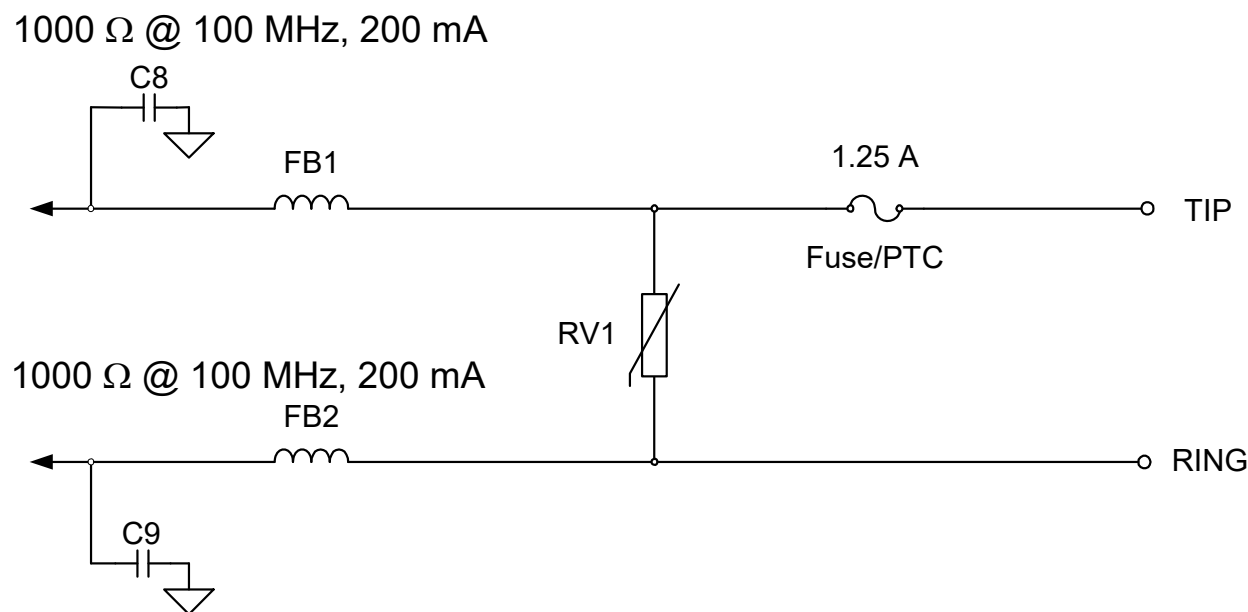 1000 Ω @ 100 MHz, 200 mA
C8
FB1
1.25 A
TIP
Fuse/PTC
RV1
1000 Ω @ 100 MHz, 200 mA
FB2
RING
C9